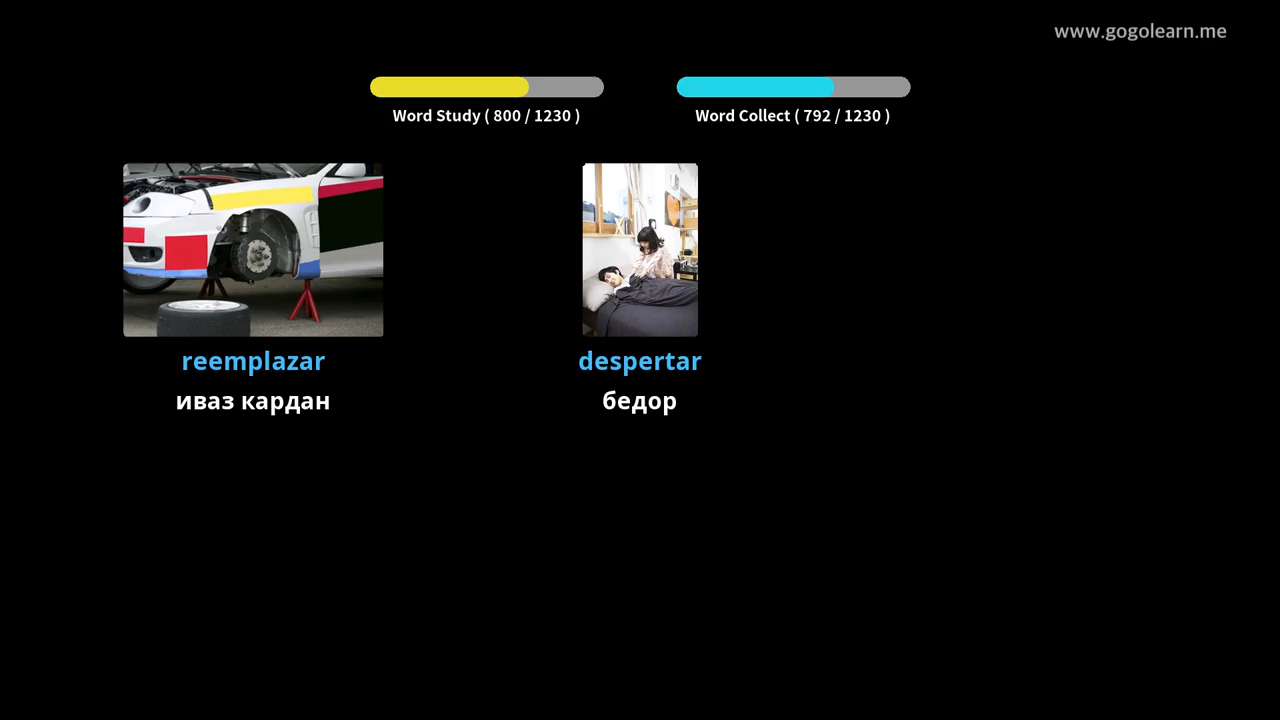 www.gogolearn.me
Word Study ( 800 / 1230 )
Word Collect ( 792 / 1230 )
reemplazar
despertar
иваз кардан
бедор